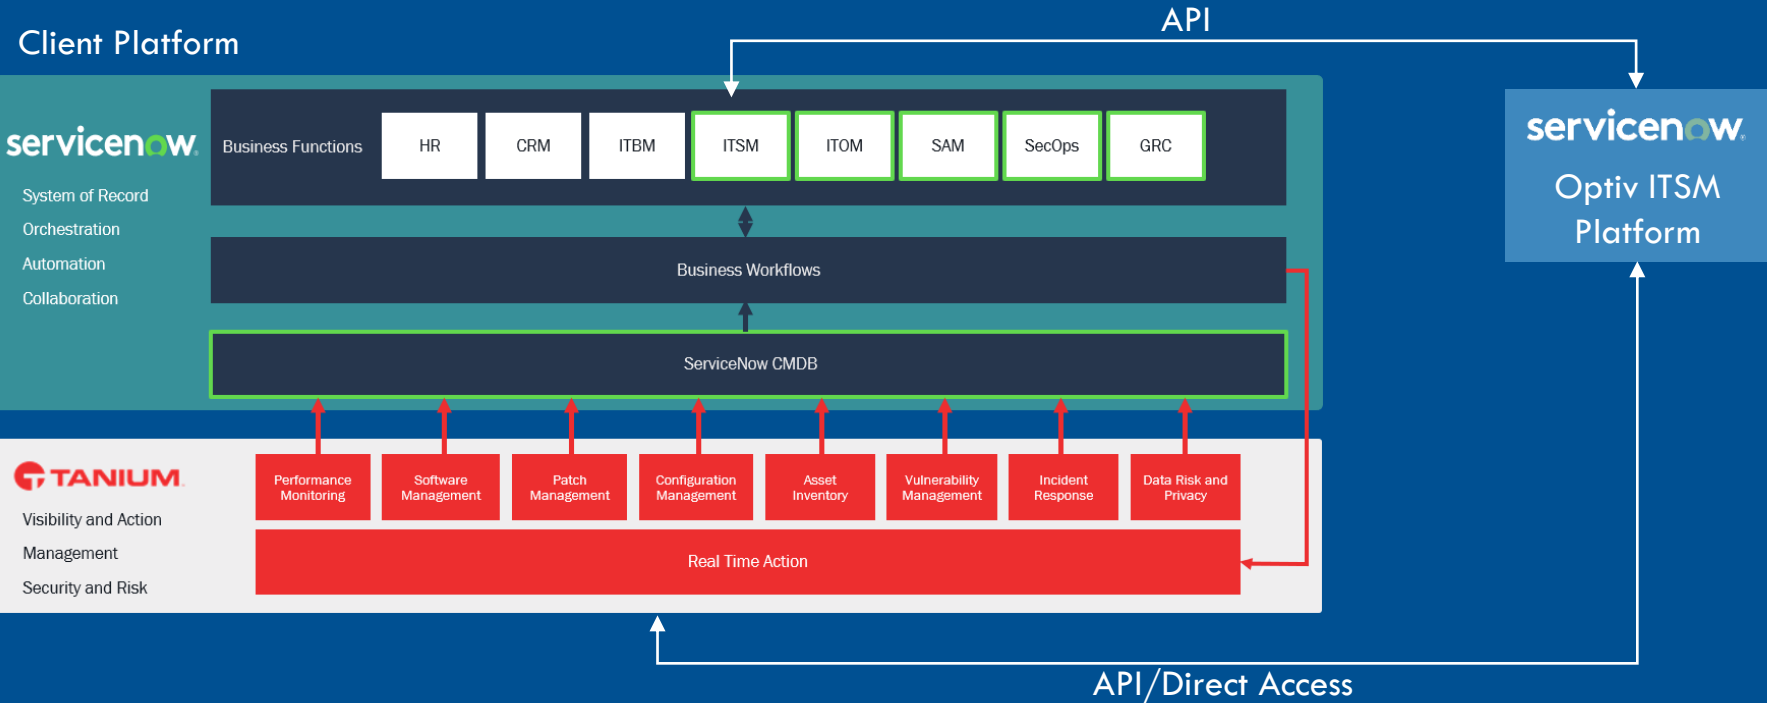 API
Client Platform
servicenow
System of Record
Orchestration
Automation
Collaboration
Business Functions
HR
CRM
ITBM
ITSM
ITOM
SAM
SecOps
GRC
Business Workflows
ServiceNow CMDB
servicenow
Optiv ITSM
Platform
TANIUM
Visibility and Action
Management
Security and Risk
Performance
Monitoring
Software
Management
Patch
Management
Configuration
Management
Asset
Inventory
Vulnerability
Management
Incident
Response
Data Risk and
Privacy
Real Time Action
API/Direct Access